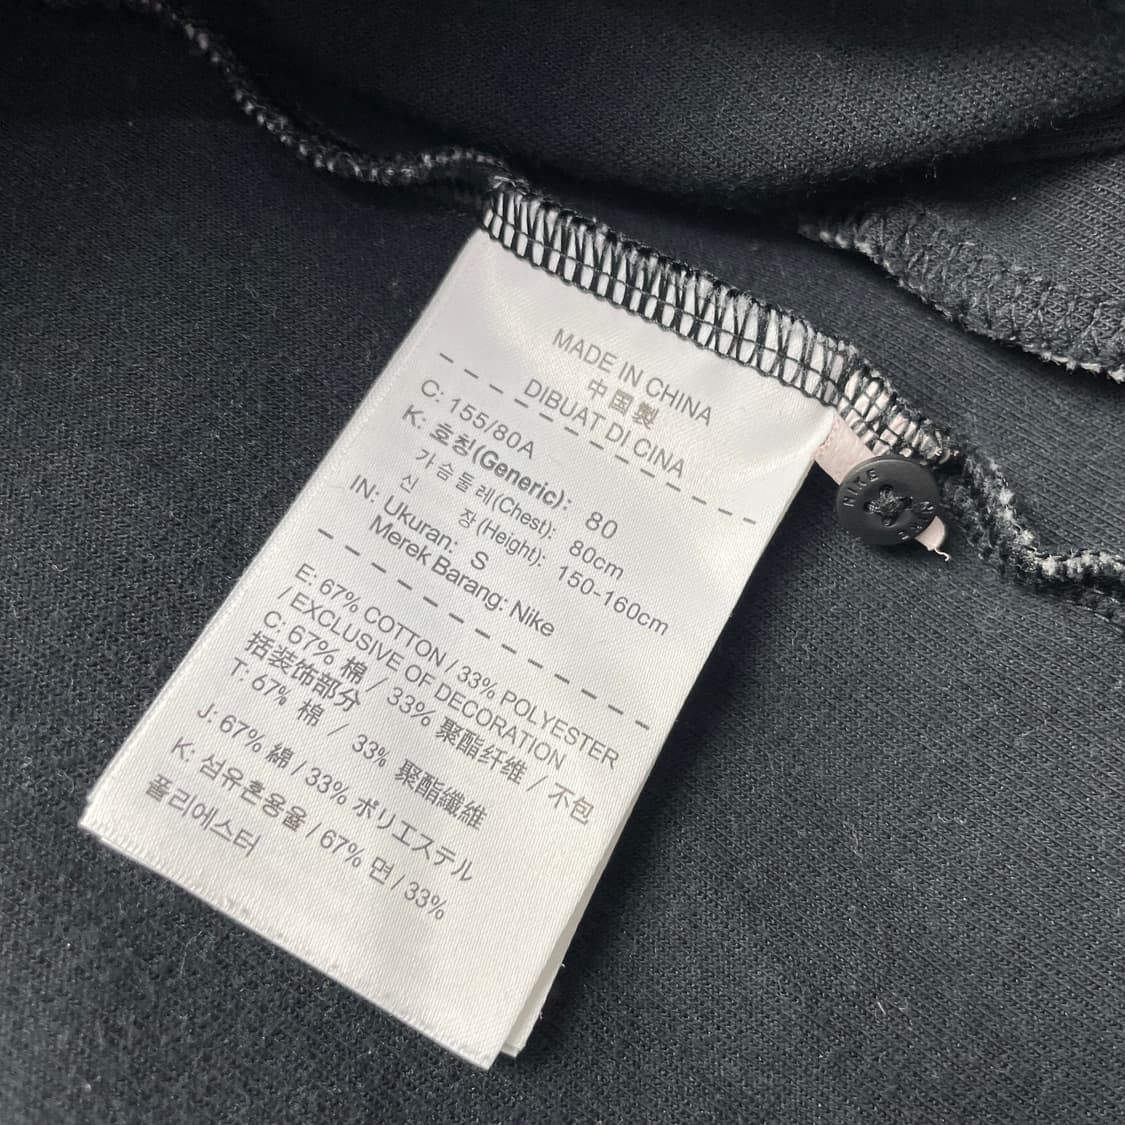 MADE IN CHINA
中国製
DIBUAT DI CINA
C: 155/80A
K: 호칭(Generic): 80
가슴둘레(Chest): 80cm
신 장(Height): 150-160cm
IN: Ukuran: S
Merek Barang: Nike
E: 67% COTTON / 33% POLYESTER
/ EXCLUSIVE OF DECORATION
C: 67% 棉 / 33% 聚酯纤维 / 不包
括装饰部分
T: 67% 棉 / 33% 聚酯纖維
J: 67% 綿 / 33% ポリエステル
K: 섬유혼용율 / 67% 면 / 33%
폴리에스터
NIKE
NIKE